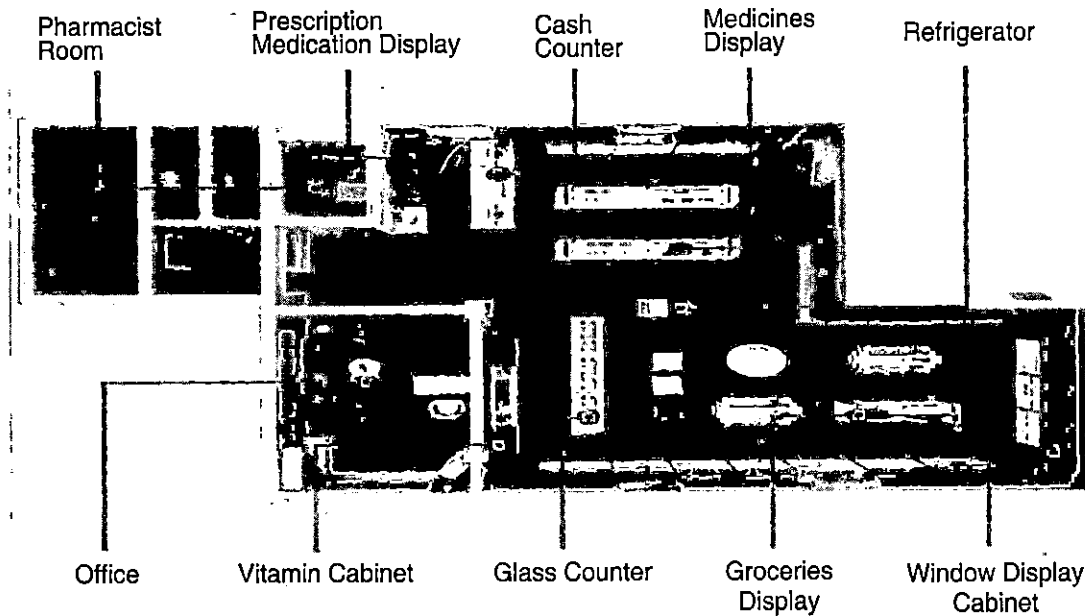 Pharmacist
Room
Prescription
Medication Display
Cash
Counter
Medicines
Display
Refrigerator
Office
Vitamin Cabinet
Glass Counter
Groceries
Display
Window Display
Cabinet